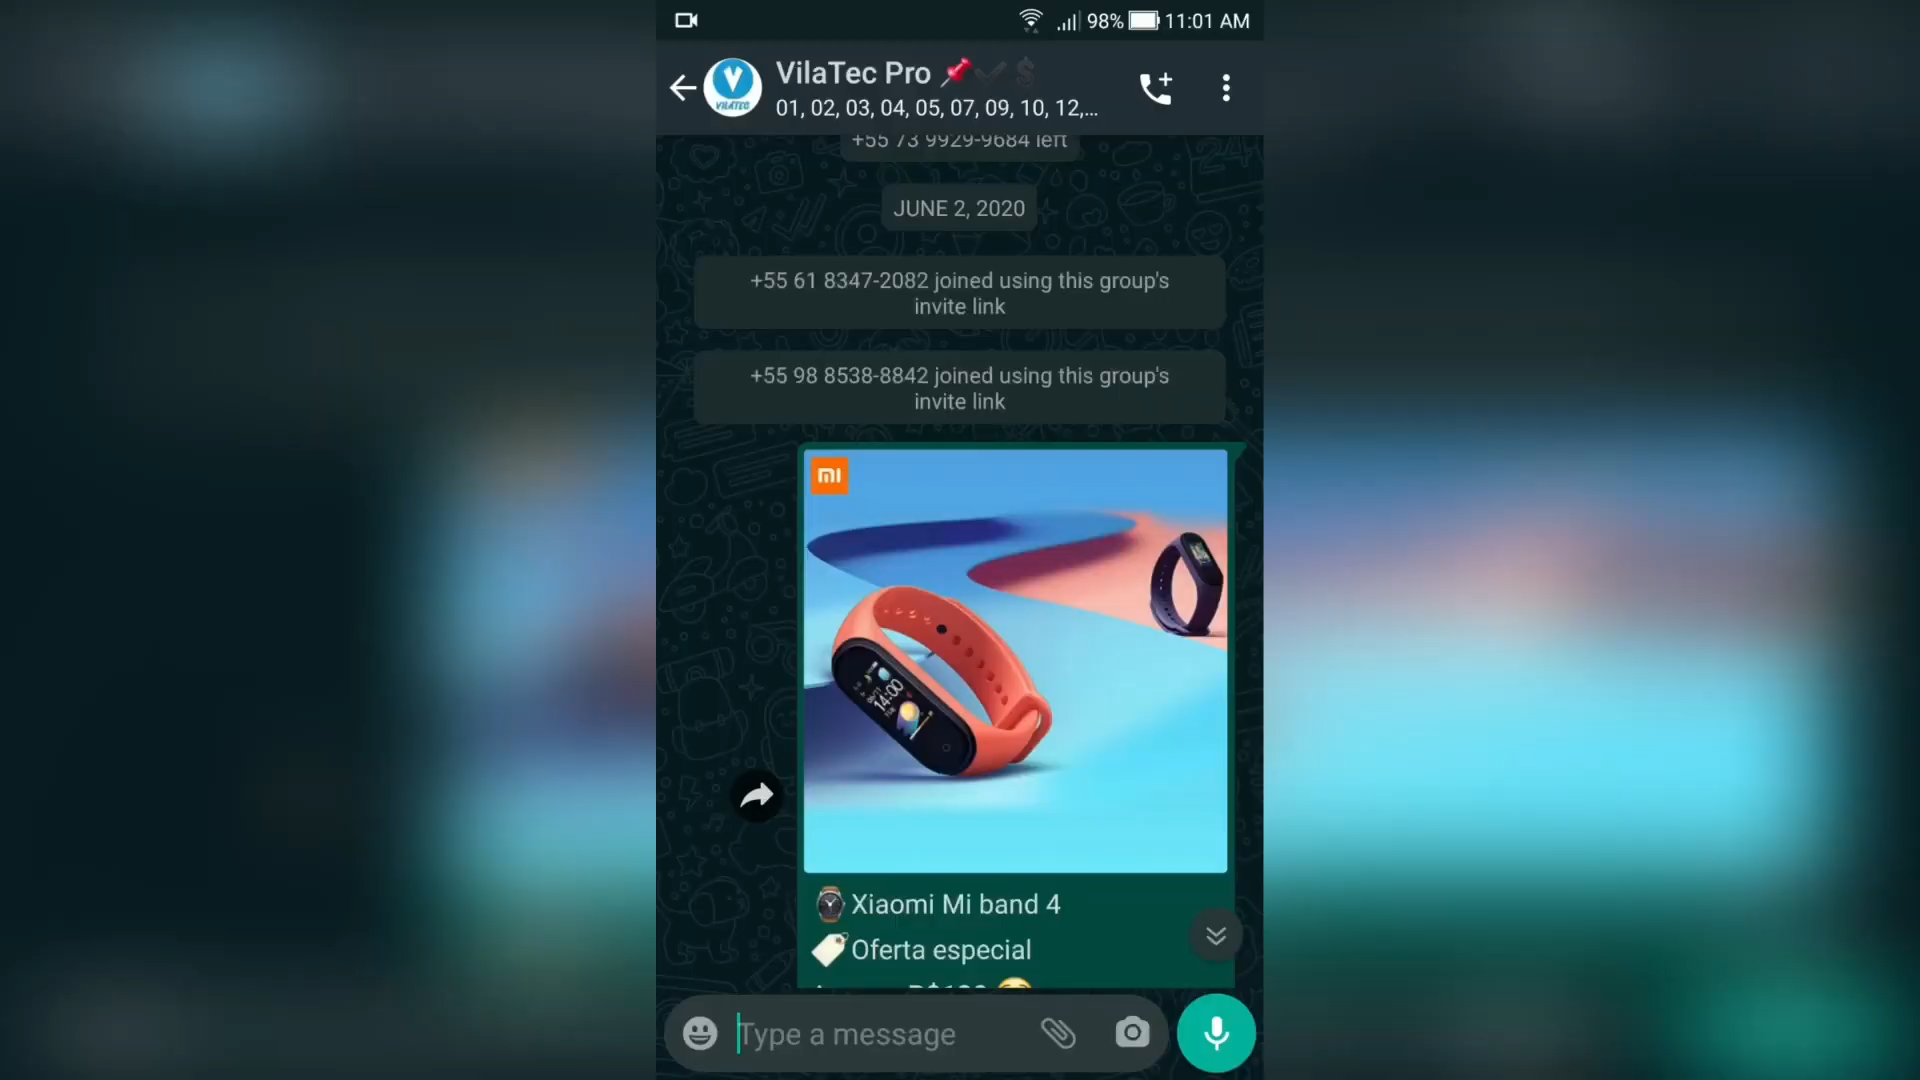 98% 11:01 AM
VilaTec Pro
VILATEC
01, 02, 03, 04, 05, 07, 09, 10, 12,...
+55 73 9929-9684 left
JUNE 2, 2020
+55 61 8347-2082 joined using this group's
invite link
+55 98 8538-8842 joined using this group's
invite link
mi
14:00
Xiaomi Mi band 4
Oferta especial
Type a message